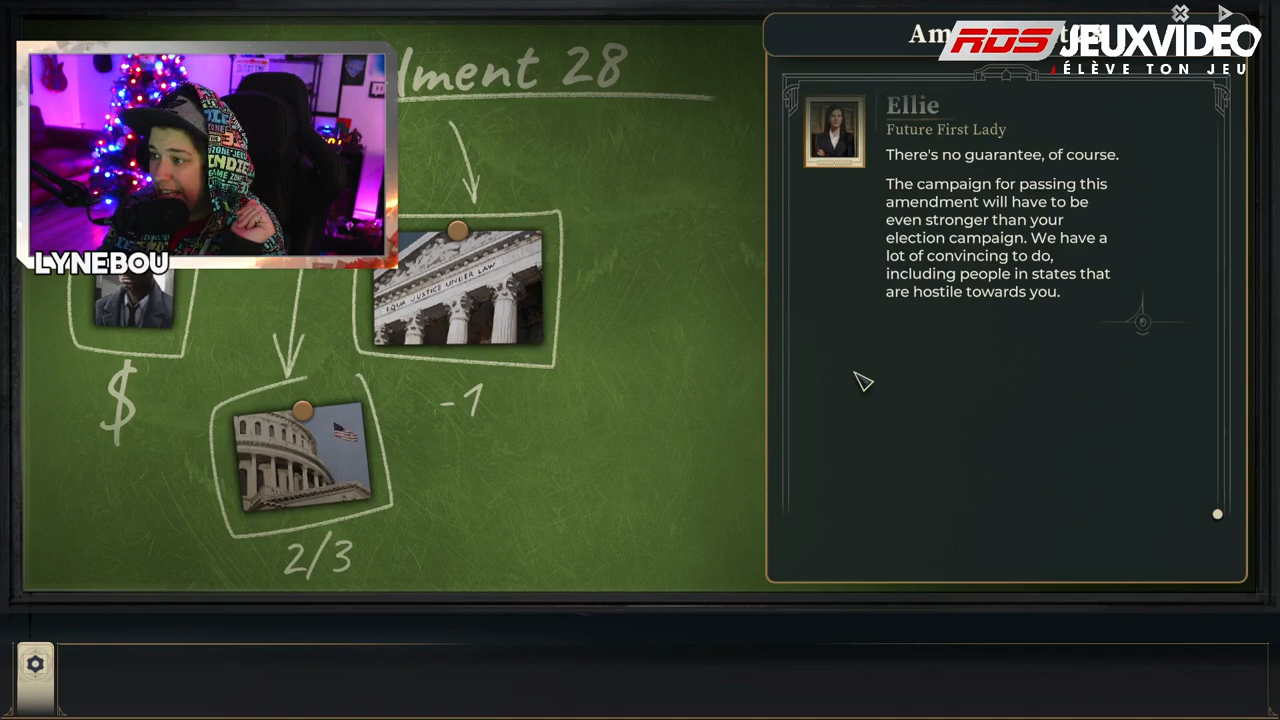 dment 28
RDS JEUXVIDÉO
ÉLÈVE TON JEU
Am
Ellie
Future First Lady
There's no guarantee, of course.
The campaign for passing this
amendment will have to be
even stronger than your
election campaign. We have a
lot of convincing to do,
including people in states that
are hostile towards you.
LYNEBOU
EQUAL JUSTICE UNDER LAW
$
-1
2/3